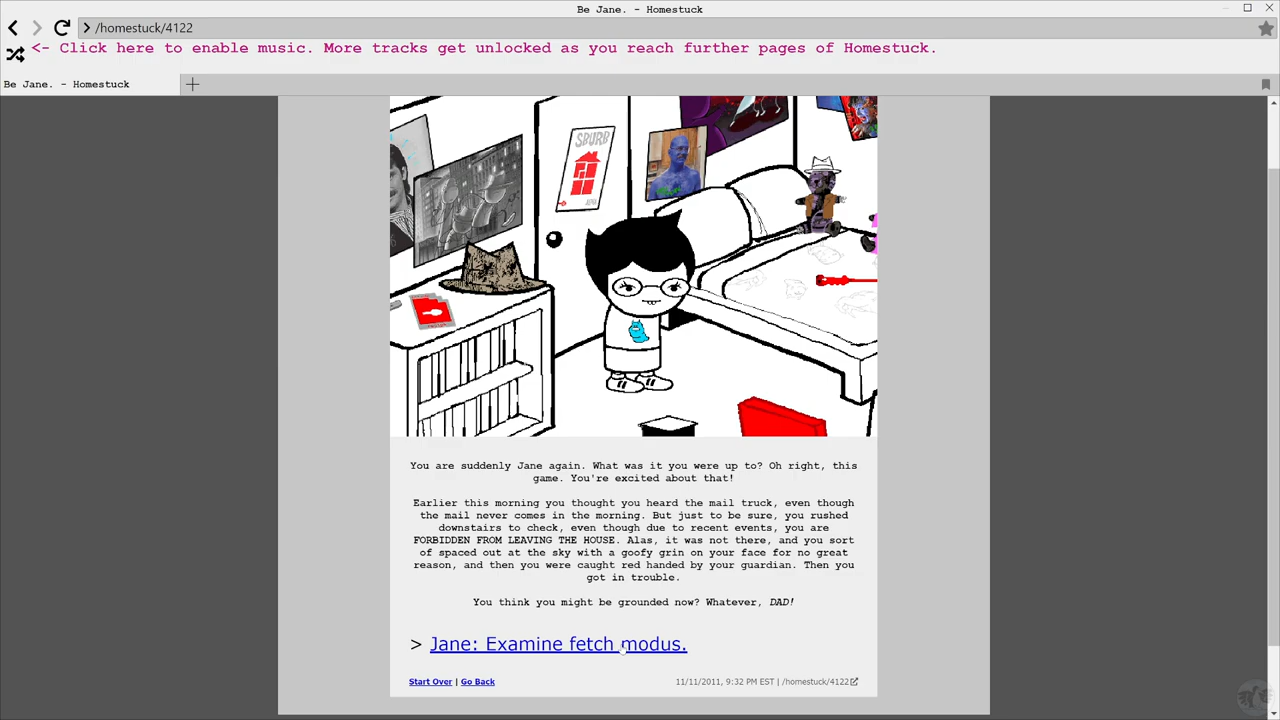 Be Jane. - Homestuck
/homestuck/4122
<- Click here to enable music. More tracks get unlocked as you reach further pages of Homestuck.
Be Jane. - Homestuck
SBURB
You are suddenly Jane again. What was it you were up to? Oh right, this
game. You're excited about that!
Earlier this morning you thought you heard the mail truck, even though
the mail never comes in the morning. But just to be sure, you rushed
downstairs to check, even though due to recent events, you are
FORBIDDEN FROM LEAVING THE HOUSE. Alas, it was not there, and you sort
of spaced out at the sky with a goofy grin on your face for no great
reason, and then you were caught red handed by your guardian. Then you
got in trouble.
You think you might be grounded now? Whatever, DAD!
> Jane: Examine fetch modus.
Start Over | Go Back
11/11/2011, 9:32 PM EST | /homestuck/4122